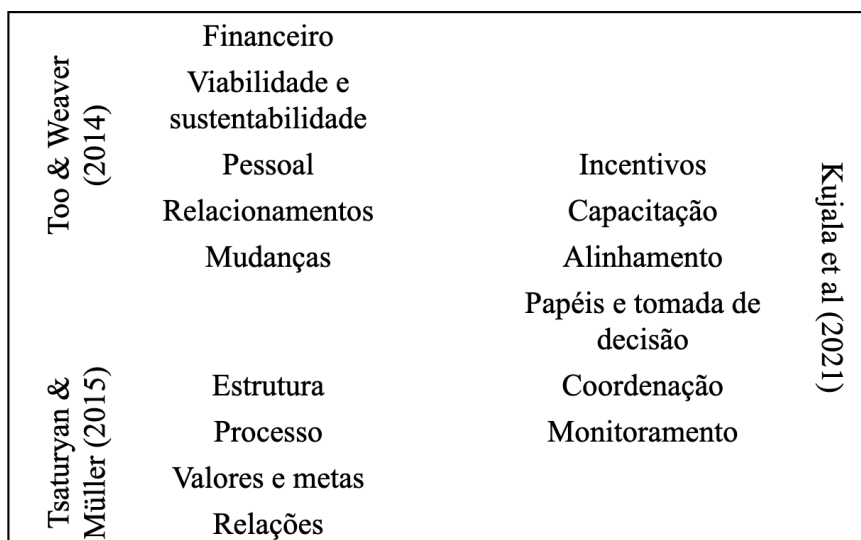 Too & Weaver
(2014)
Financeiro
Viabilidade e
sustentabilidade
Pessoal
Relacionamentos
Mudanças
Tsaturyan &
Müller (2015)
Estrutura
Processo
Valores e metas
Relações
Incentivos
Capacitação
Alinhamento
Papéis e tomada de
decisão
Coordenação
Monitoramento
Kujala et al (2021)